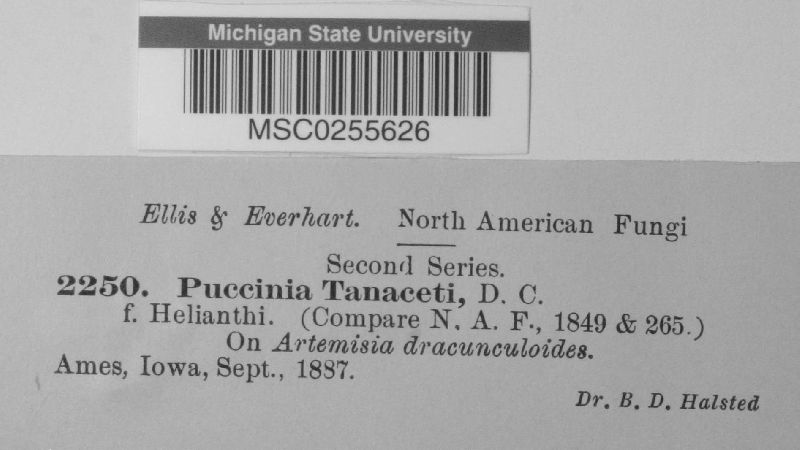 Michigan State University
MSC0255626
Ellis & Everhart. North American Fungi
Second Series.
2250. Puccinia Tanaceti, D. C.
f. Helianthi. (Compare N. A. F., 1849 & 265.)
On Artemisia dracunculoides.
Ames, Iowa, Sept., 1887.
Dr. B. D. Halsted